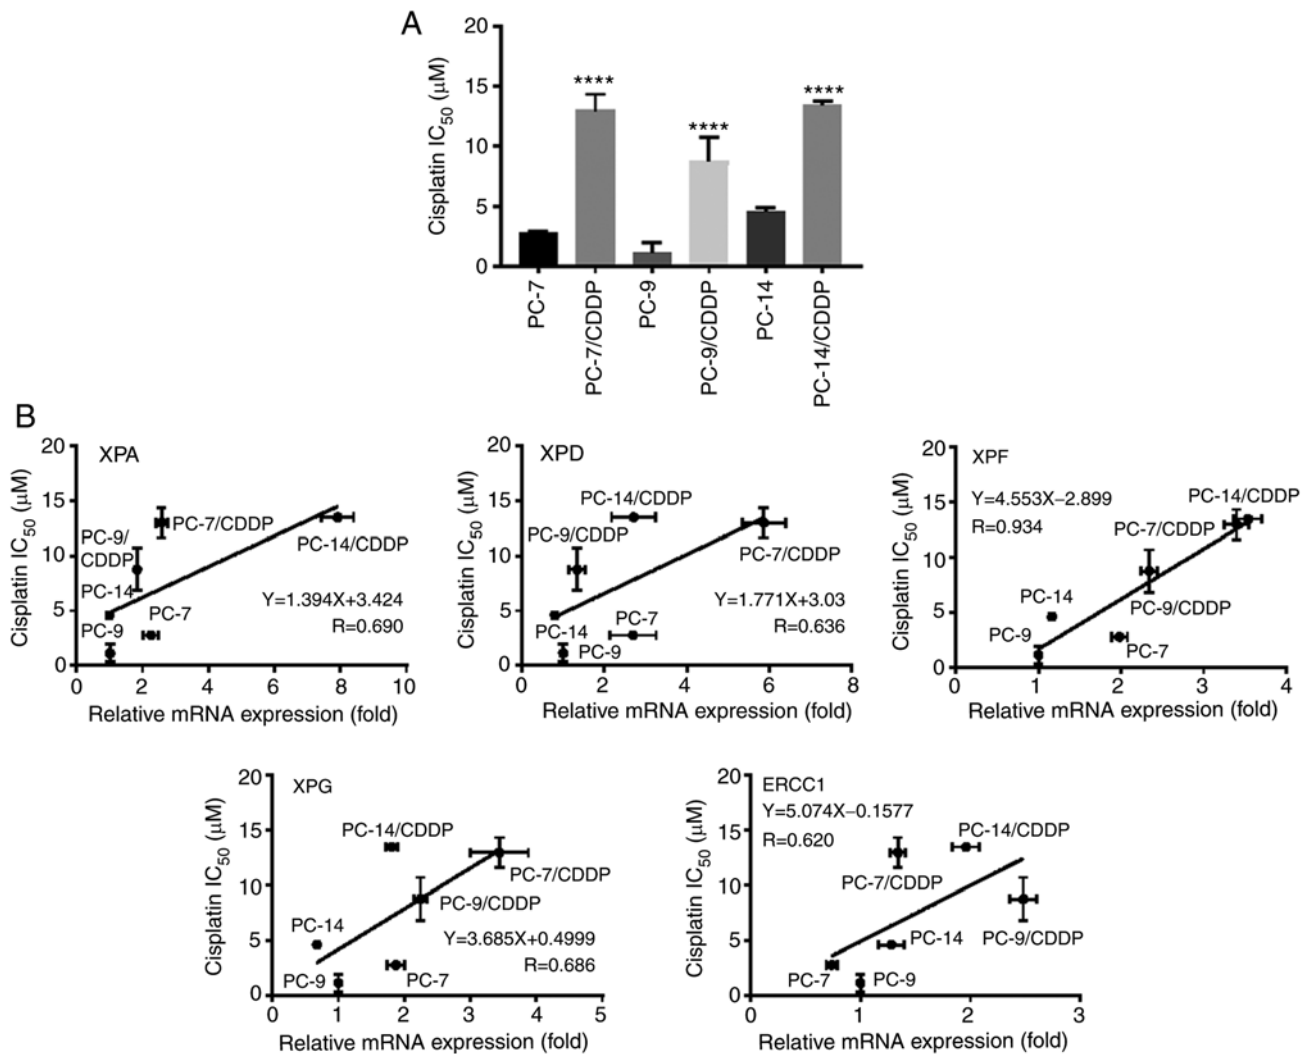 A
Cisplatin IC50 (μM)
20
15
10
5
0
****
****
****
PC-7
PC-7/CDDP
PC-9
PC-9/CDDP
PC-14
PC-14/CDDP
B
XPA
Cisplatin IC50 (μM)
20
15
10
5
0
PC-9/
CDDP
PC-7/CDDP
PC-14/CDDP
PC-14
PC-7
PC-9
Y=1.394X+3.424
R=0.690
0 2 4 6 8 10
Relative mRNA expression (fold)
XPD
Cisplatin IC50 (μM)
20
15
10
5
0
PC-14/CDDP
PC-9/CDDP
PC-7/CDDP
PC-7
PC-14
PC-9
Y=1.771X+3.03
R=0.636
0 2 4 6 8
Relative mRNA expression (fold)
XPF
Cisplatin IC50 (μM)
20
15
10
5
0
Y=4.553X−2.899
R=0.934
PC-14/CDDP
PC-7/CDDP
PC-14
PC-9/CDDP
PC-9
PC-7
0 1 2 3 4
Relative mRNA expression (fold)
XPG
Cisplatin IC50 (μM)
20
15
10
5
0
PC-14/CDDP
PC-7/CDDP
PC-9/CDDP
PC-14
Y=3.685X+0.4999
R=0.686
PC-9
PC-7
0 1 2 3 4 5
Relative mRNA expression (fold)
ERCC1
Cisplatin IC50 (μM)
20
15
10
5
0
Y=5.074X−0.1577
R=0.620
PC-14/CDDP
PC-7/CDDP
PC-14
PC-9/CDDP
PC-7
PC-9
0 1 2 3
Relative mRNA expression (fold)